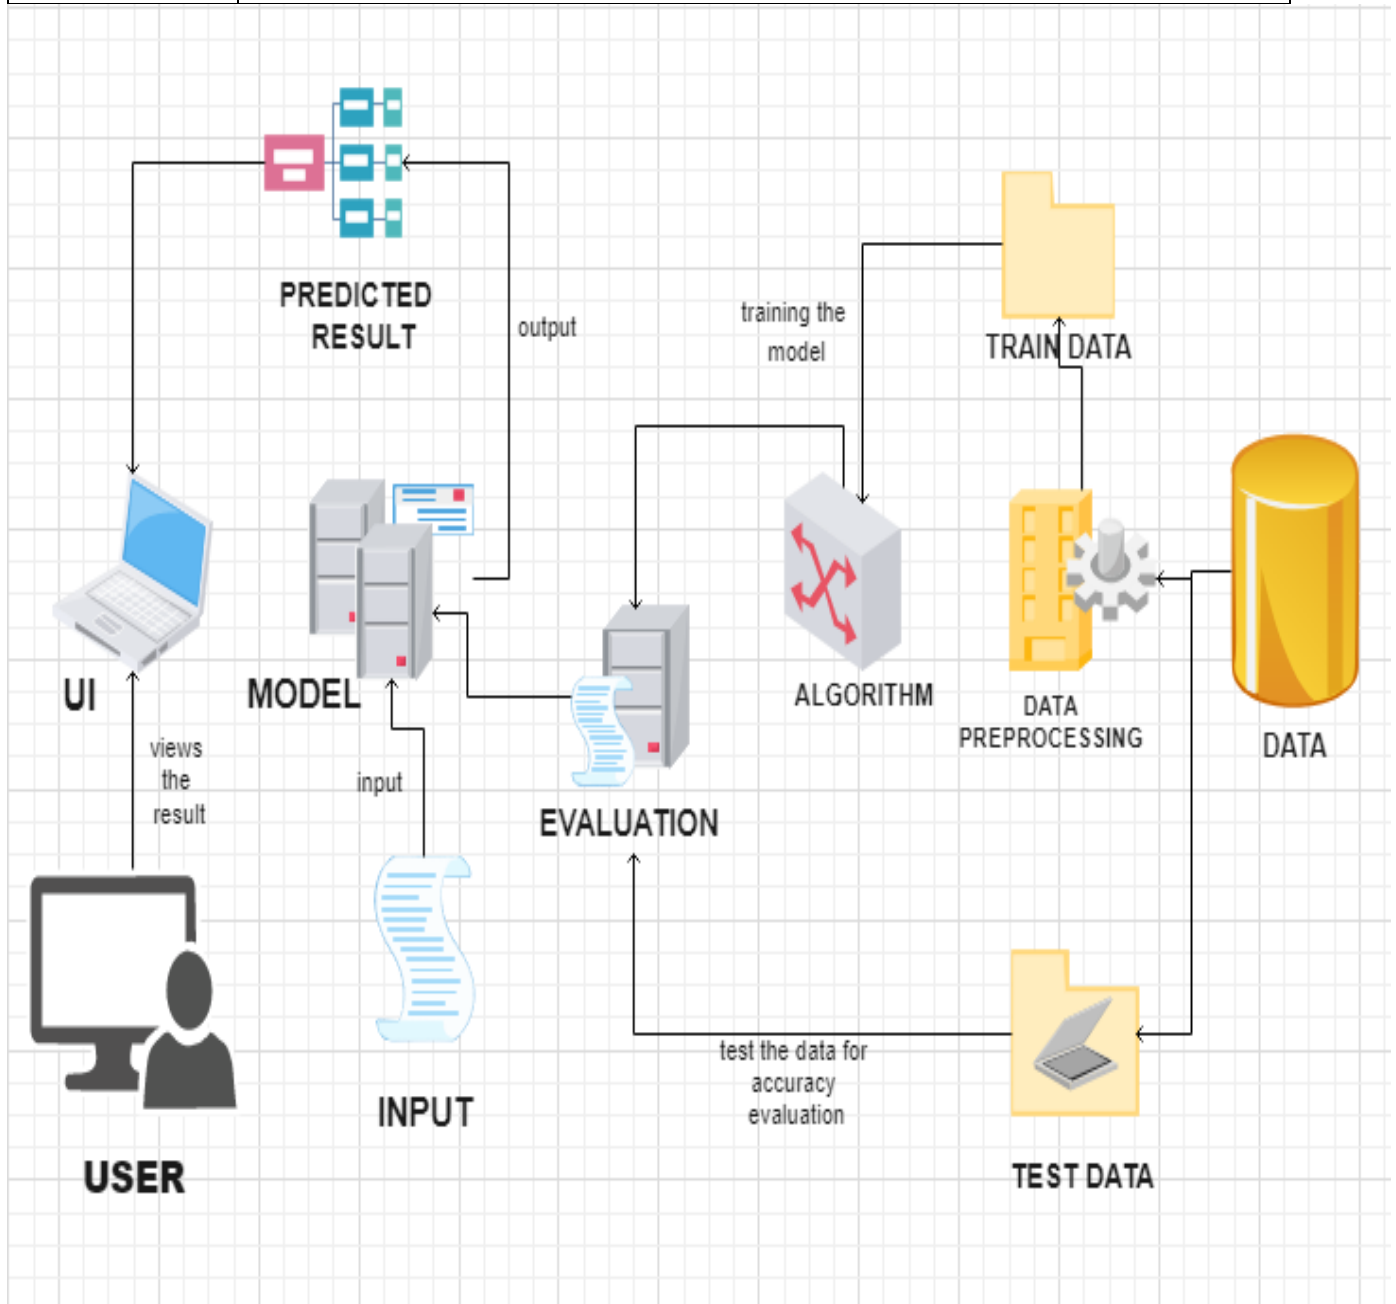 PREDICTED
RESULT
output
training the
model
TRAIN DATA
UI
MODEL
ALGORITHM
DATA
PREPROCESSING
DATA
views
the
result
input
EVALUATION
test the data for
accuracy
evaluation
INPUT
USER
TEST DATA